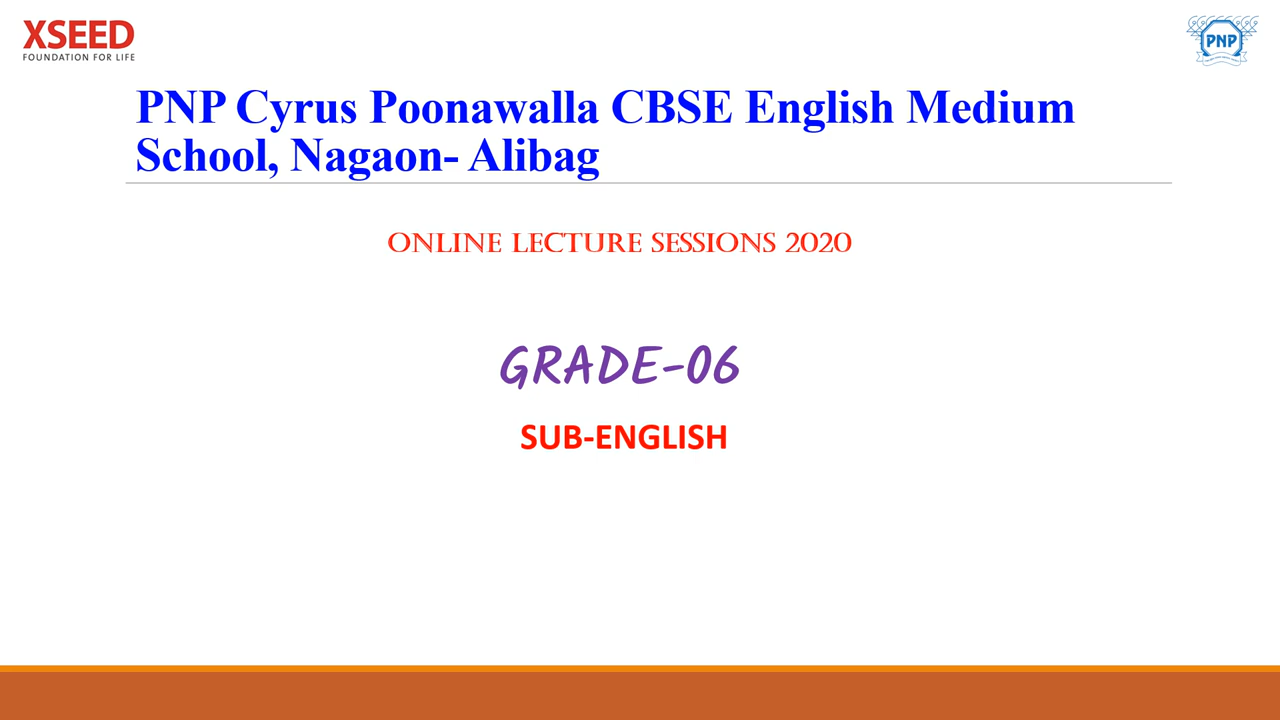 XSEED
FOUNDATION FOR LIFE
PNP
PNP Cyrus Poonawalla CBSE English Medium
School, Nagaon- Alibag
ONLINE LECTURE SESSIONS 2020
GRADE-06
SUB-ENGLISH